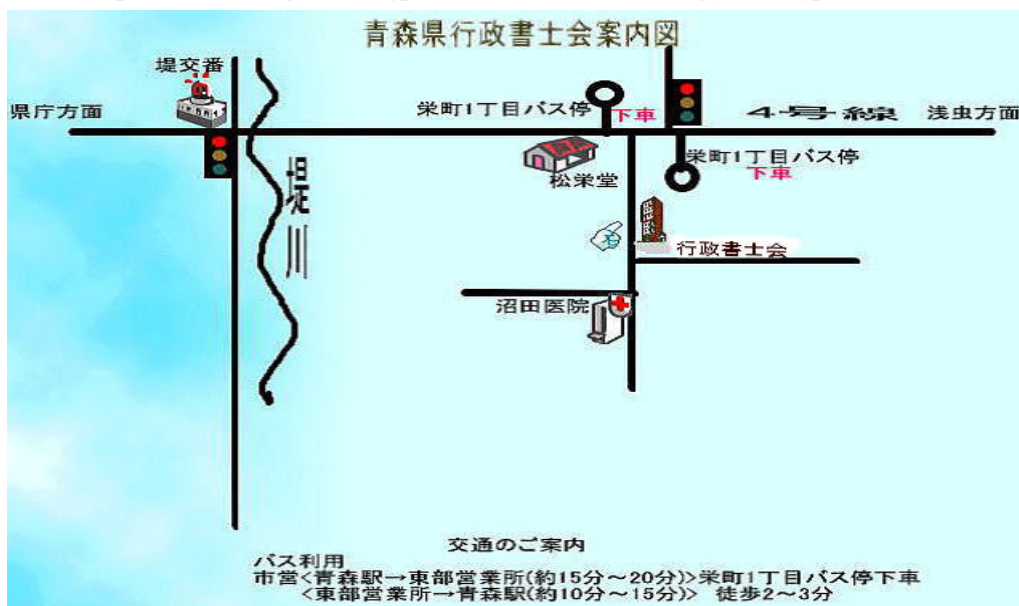 青森県行政書士会案内図
堤交番
県庁方面
栄町1丁目バス停
下車
4号線
浅虫方面
松栄堂
栄町1丁目バス停
下車
堤川
行政書士会
沼田医院
交通のご案内
バス利用
市営<青森駅→東部営業所(約15分～20分)>栄町1丁目バス停下車
<東部営業所→青森駅(約10分～15分)> 徒歩2～3分